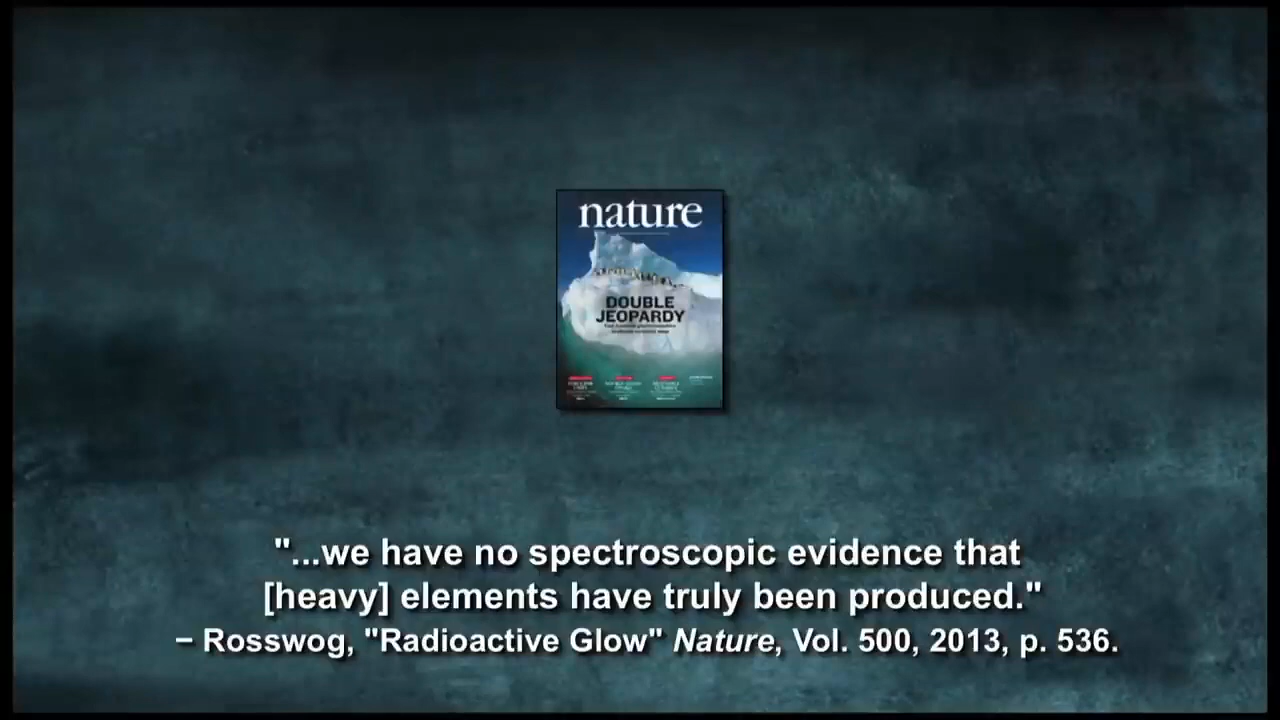 nature
DOUBLE
JEOPARDY
"...we have no spectroscopic evidence that
[heavy] elements have truly been produced."
− Rosswog, "Radioactive Glow" Nature, Vol. 500, 2013, p. 536.